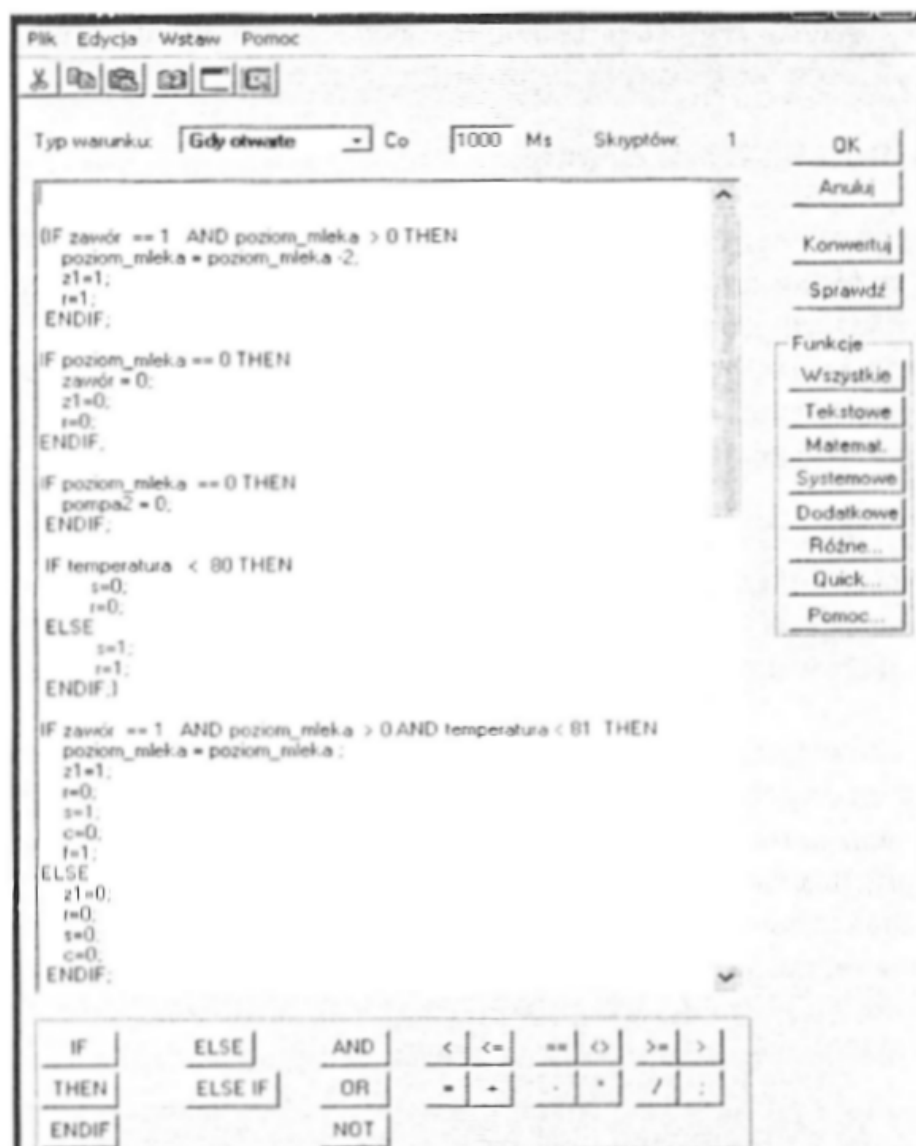 Plik Edycja Wstaw Pomoc
Typ warunku: Gdy otwarte Co 1000 Ms Skryptów: 1
OK
Anuluj
Konwertuj
Sprawdź
Funkcje
Wszystkie
Tekstowe
Matemat.
Systemowe
Dodatkowe
Różne...
Quick...
Pomoc...
{IF zawór == 1 AND poziom_mleka > 0 THEN
poziom_mleka = poziom_mleka -2;
z1=1;
r=1;
ENDIF;
IF poziom_mleka == 0 THEN
zawór = 0;
z1=0;
r=0;
ENDIF;
IF poziom_mleka == 0 THEN
pompa2 = 0;
ENDIF;
IF temperatura < 80 THEN
s=0;
r=0;
ELSE
s=1;
r=1;
ENDIF;}
IF zawór == 1 AND poziom_mleka > 0 AND temperatura < 81 THEN
poziom_mleka = poziom_mleka ;
z1=1;
r=0;
s=1;
c=0;
f=1;
ELSE
z1=0;
r=0;
s=0;
c=0;
ENDIF;
IF ELSE AND < <= == <> >= >
THEN ELSE IF OR = + - * / ;
ENDIF NOT